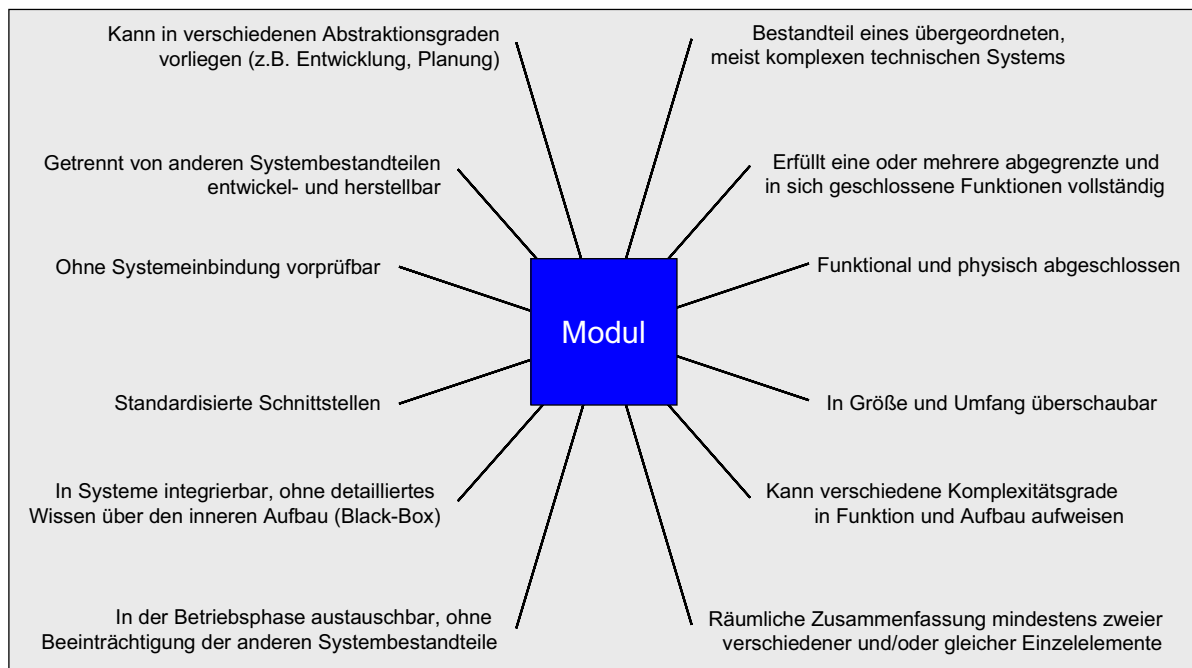 Kann in verschiedenen Abstraktionsgraden
vorliegen (z.B. Entwicklung, Planung)
Getrennt von anderen Systembestandteilen
entwickel- und herstellbar
Ohne Systemeinbindung vorprüfbar
Standardisierte Schnittstellen
In Systeme integrierbar, ohne detailliertes
Wissen über den inneren Aufbau (Black-Box)
In der Betriebsphase austauschbar, ohne
Beeinträchtigung der anderen Systembestandteile
Modul
Bestandteil eines übergeordneten,
meist komplexen technischen Systems
Erfüllt eine oder mehrere abgegrenzte und
in sich geschlossene Funktionen vollständig
Funktional und physisch abgeschlossen
In Größe und Umfang überschaubar
Kann verschiedene Komplexitätsgrade
in Funktion und Aufbau aufweisen
Räumliche Zusammenfassung mindestens zweier
verschiedener und/oder gleicher Einzelelemente